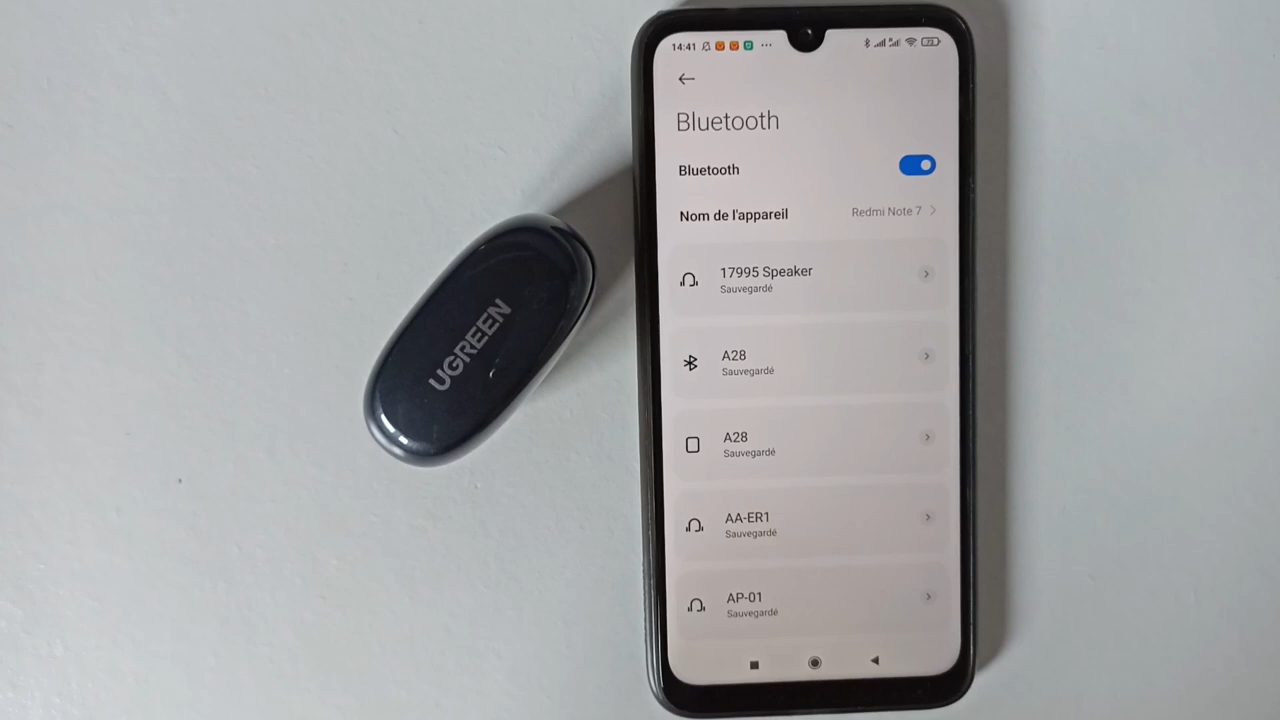 UGREEN
14:41
72
Bluetooth
Bluetooth
Nom de l'appareil
Redmi Note 7
17995 Speaker
Sauvegardé
A28
Sauvegardé
A28
Sauvegardé
AA-ER1
Sauvegardé
AP-01
Sauvegardé